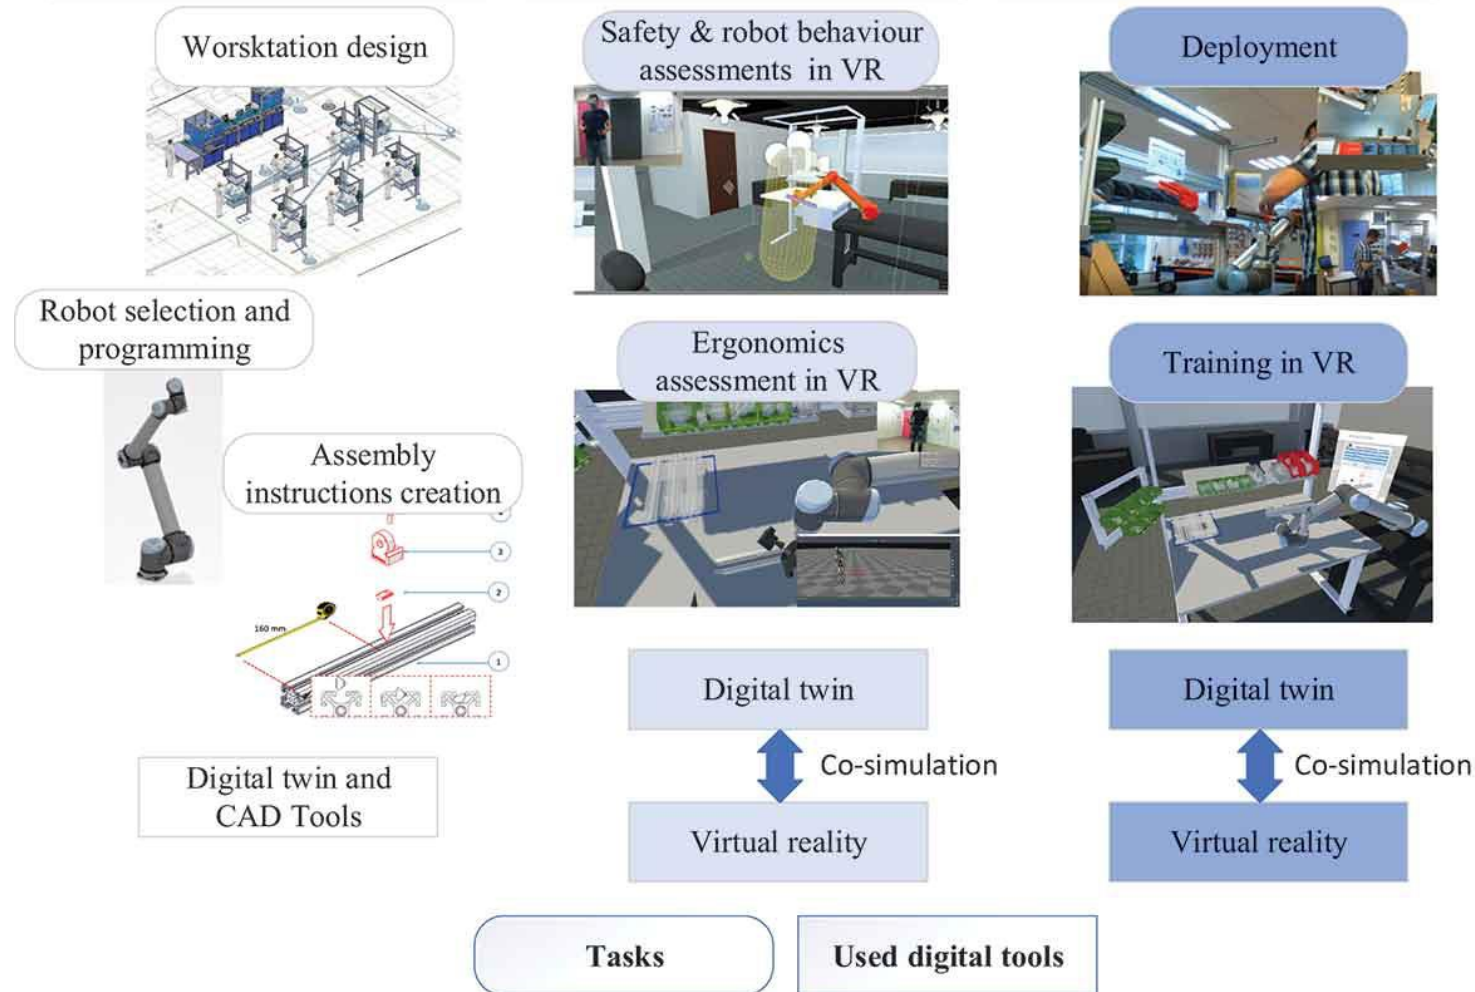 Worsktation design
Robot selection and
programming
Assembly
instructions creation
3
2
160 mm
1
Digital twin and
CAD Tools
Safety & robot behaviour
assessments in VR
Ergonomics
assessment in VR
Digital twin
Co-simulation
Virtual reality
Deployment
Training in VR
Digital twin
Co-simulation
Virtual reality
Tasks
Used digital tools